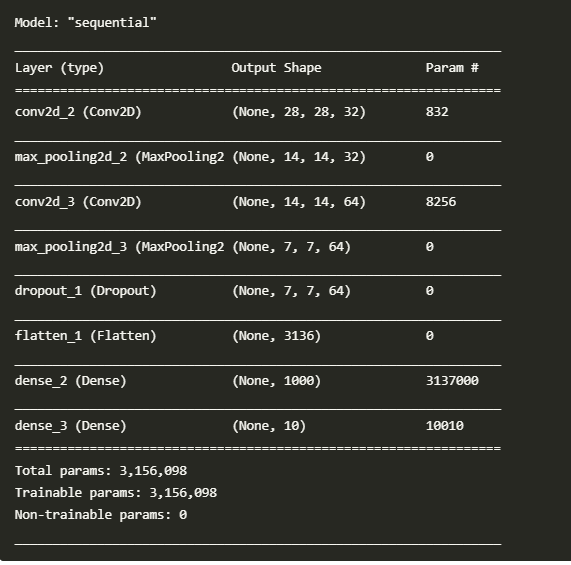 Model: "sequential"
_________________________________________________________________
Layer (type)                 Output Shape              Param #
=================================================================
conv2d_2 (Conv2D)            (None, 28, 28, 32)        832
_________________________________________________________________
max_pooling2d_2 (MaxPooling2 (None, 14, 14, 32)        0
_________________________________________________________________
conv2d_3 (Conv2D)            (None, 14, 14, 64)        8256
_________________________________________________________________
max_pooling2d_3 (MaxPooling2 (None, 7, 7, 64)          0
_________________________________________________________________
dropout_1 (Dropout)          (None, 7, 7, 64)          0
_________________________________________________________________
flatten_1 (Flatten)          (None, 3136)              0
_________________________________________________________________
dense_2 (Dense)              (None, 1000)              3137000
_________________________________________________________________
dense_3 (Dense)              (None, 10)                10010
=================================================================
Total params: 3,156,098
Trainable params: 3,156,098
Non-trainable params: 0
_________________________________________________________________